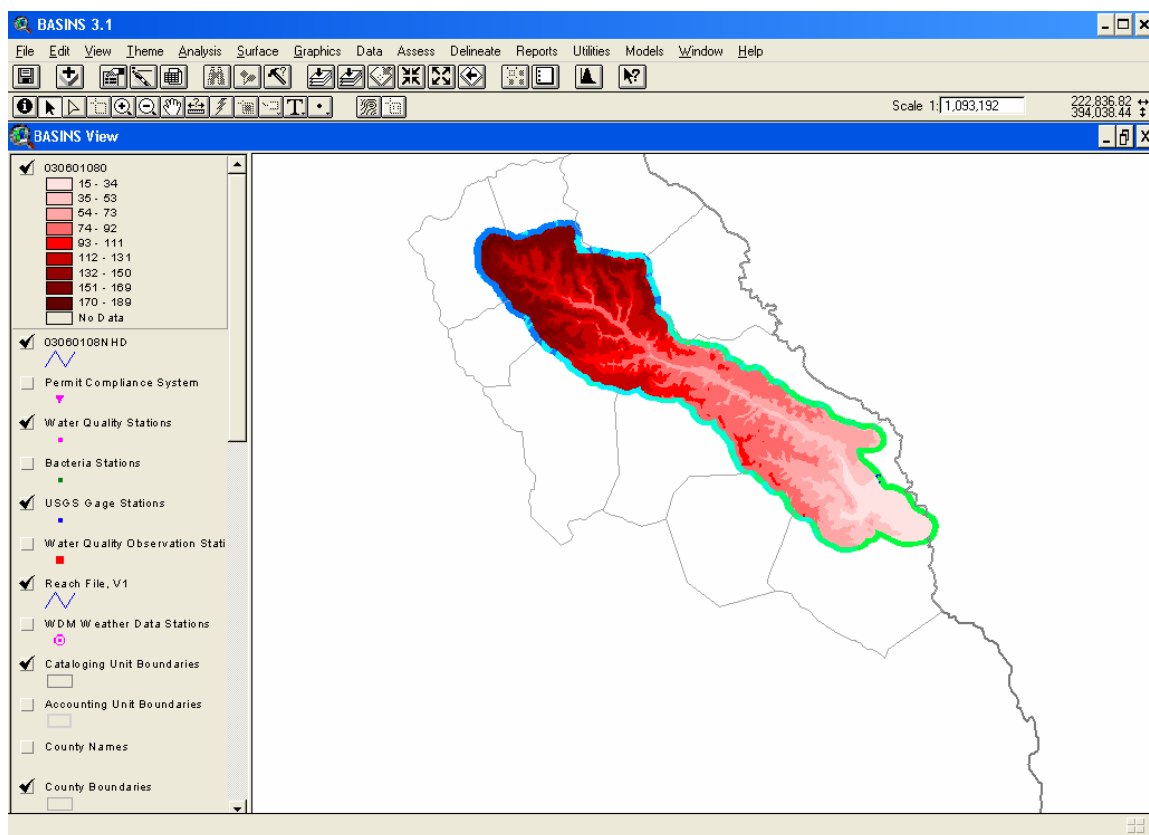 BASINS 3.1
File Edit View Theme Analysis Surface Graphics Data Assess Delineate Reports Utilities Models Window Help
Scale 1: 1,093,192
222,836.82
394,038.44
BASINS View
030601080
15 - 34
35 - 53
54 - 73
74 - 92
93 - 111
112 - 131
132 - 150
151 - 169
170 - 189
No Data
03060108NHD
Permit Compliance System
Water Quality Stations
Bacteria Stations
USGS Gage Stations
Water Quality Observation Stati
Reach File, V1
WDM Weather Data Stations
Cataloging Unit Boundaries
Accounting Unit Boundaries
County Names
County Boundaries